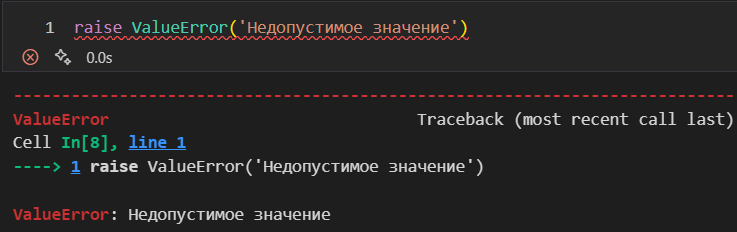 1 raise ValueError('Недопустимое значение')
0.0s
---------------------------------------------------------------------------
ValueError Traceback (most recent call last)
Cell In[8], line 1
----> 1 raise ValueError('Недопустимое значение')
ValueError: Недопустимое значение